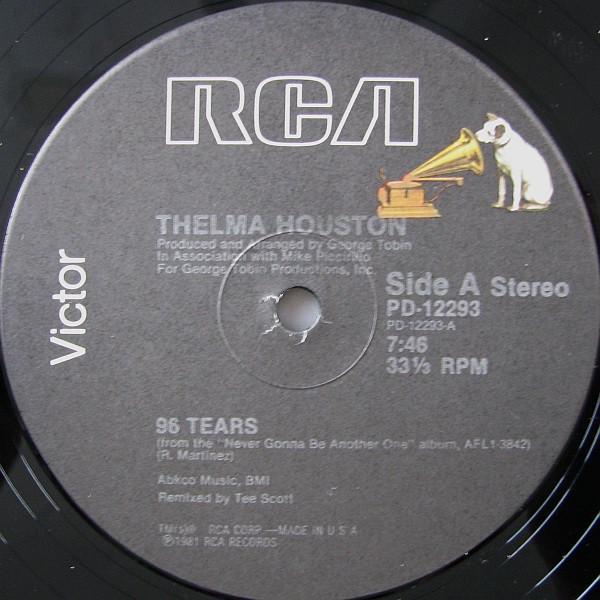 RCA
Victor
THELMA HOUSTON
Produced and Arranged by George Tobin
In Association with Mike Piccirillo
For George Tobin Productions, Inc.
Side A Stereo
PD-12293
PD-12293-A
7:46
33⅓ RPM
96 TEARS
(from the "Never Gonna Be Another One" album, AFL1-3842)
(R. Martinez)
Abkco Music, BMI
Remixed by Tee Scott
TM(s)® RCA CORP.—MADE IN U S A
℗1981 RCA RECORDS